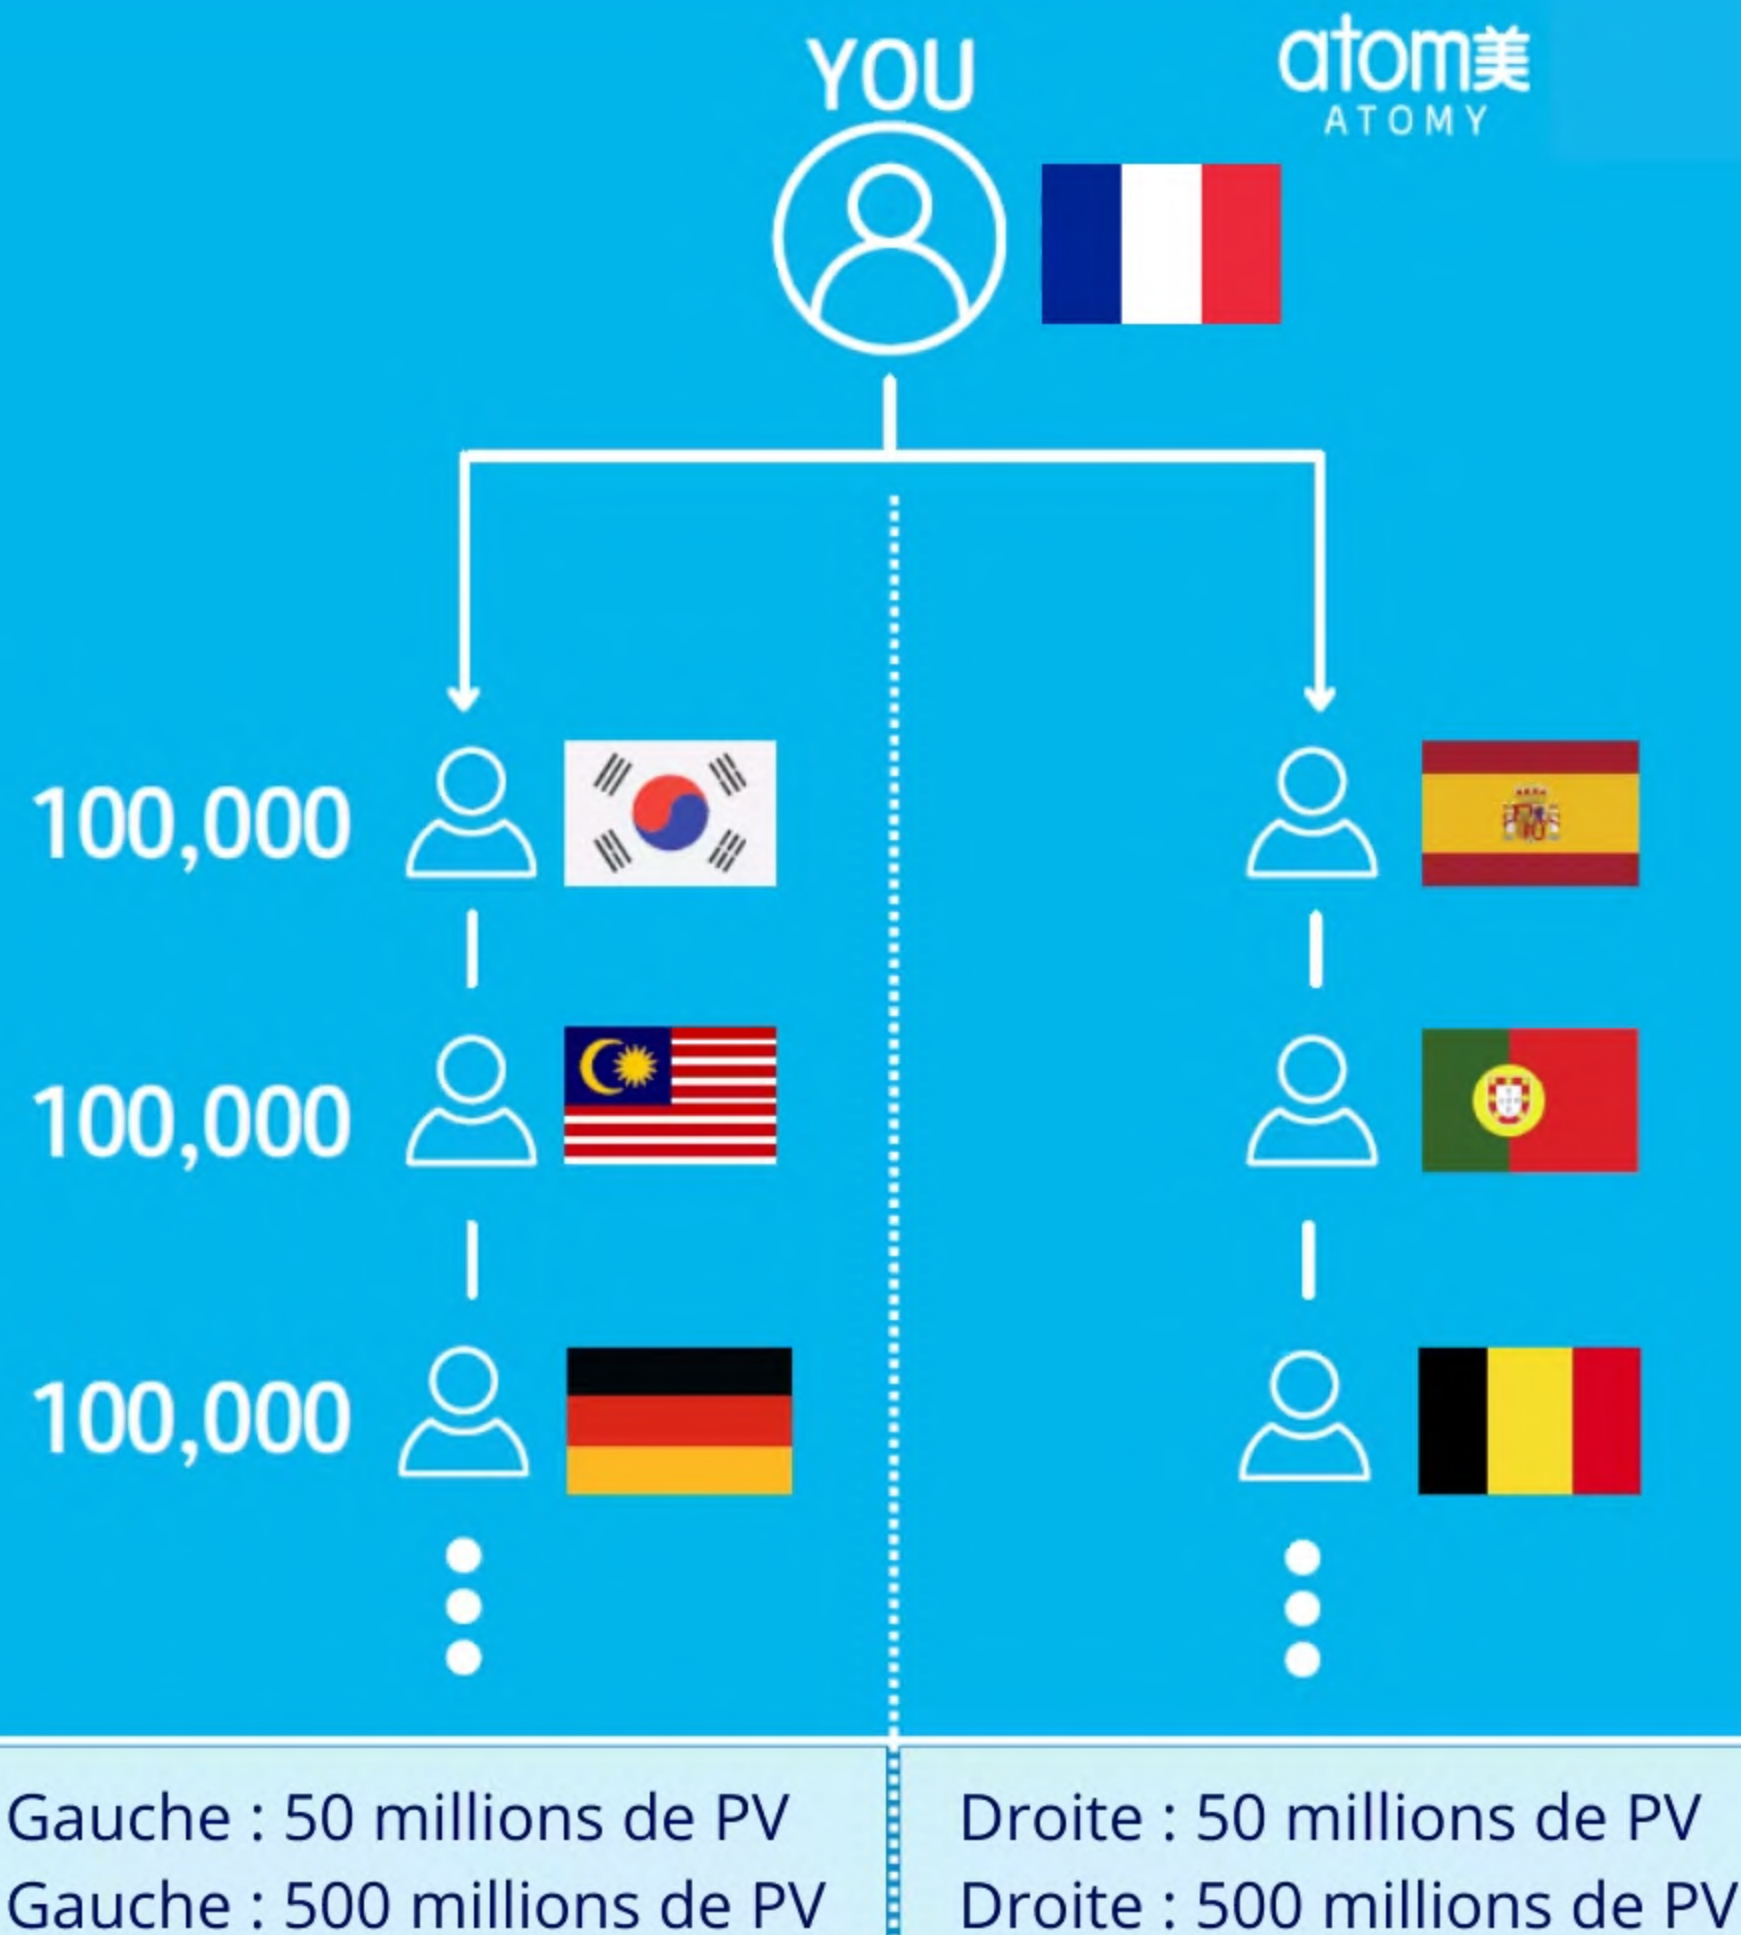 YOU
atom美
ATOMY
100,000
100,000
100,000
Gauche : 50 millions de PV
Droite : 50 millions de PV
Gauche : 500 millions de PV
Droite : 500 millions de PV